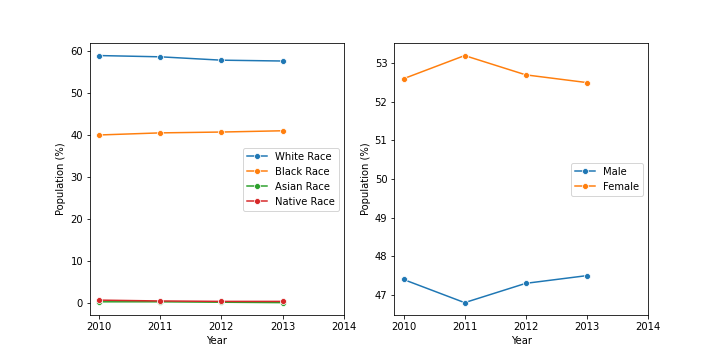 60
50
40
30
20
10
0
Population (%)
White Race
Black Race
Asian Race
Native Race
2010 2011 2012 2013 2014
Year
53
52
51
50
49
48
47
Population (%)
Male
Female
2010 2011 2012 2013 2014
Year